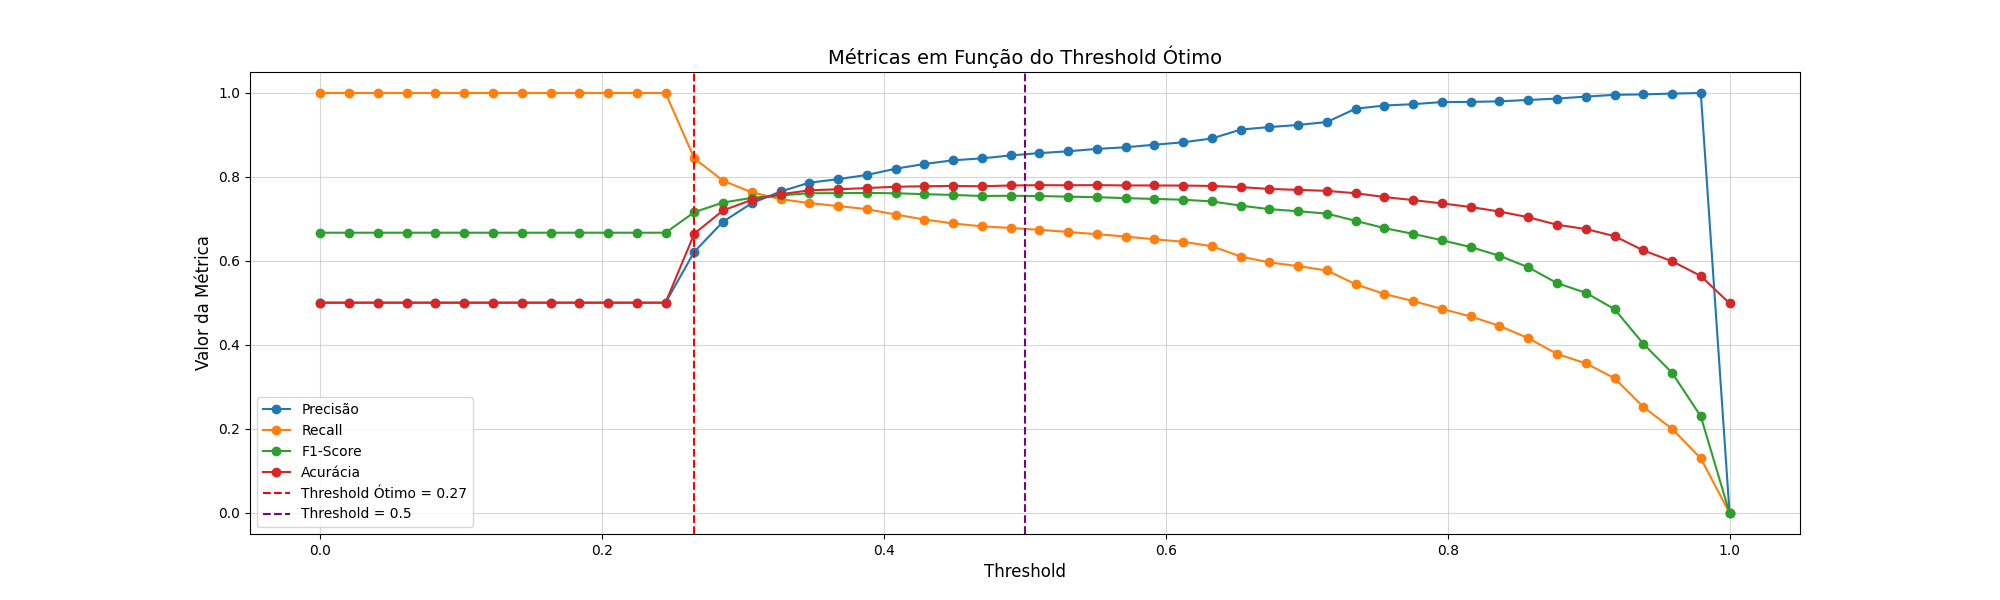 Métricas em Função do Threshold Ótimo
Valor da Métrica
1.0
0.8
0.6
0.4
0.2
0.0
Precisão
Recall
F1-Score
Acurácia
Threshold Ótimo = 0.27
Threshold = 0.5
0.0 0.2 0.4 0.6 0.8 1.0
Threshold